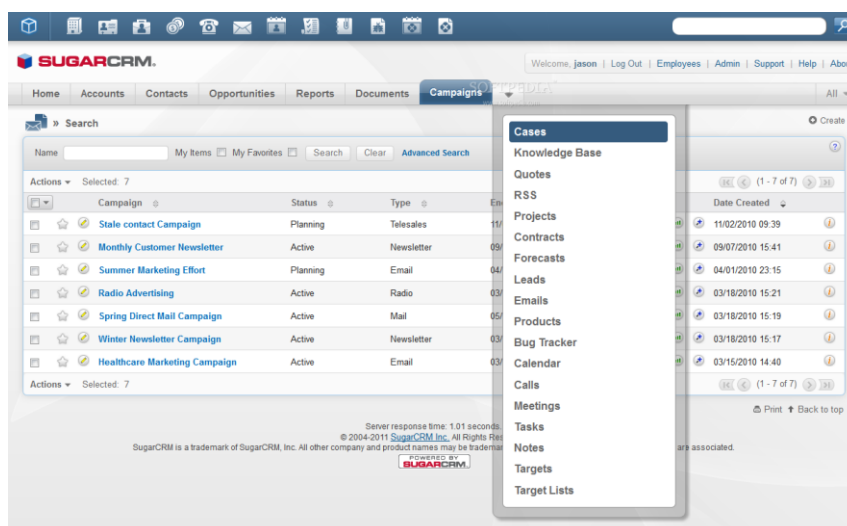 SUGARCRM.
Welcome, jason | Log Out | Employees | Admin | Support | Help |
Home Accounts Contacts Opportunities Reports Documents Campaigns All
SOFTPEDIA
» Search
Create
Name My Items My Favorites Search Clear Advanced Search
Actions Selected: 7 (1 - 7 of 7)
Campaign Status Type Date Created
Stale contact Campaign Planning Telesales 11/ 11/02/2010 09:39
Monthly Customer Newsletter Active Newsletter 09/ 09/07/2010 15:41
Summer Marketing Effort Planning Email 04/ 04/01/2010 23:15
Radio Advertising Active Radio 03/ 03/18/2010 15:21
Spring Direct Mail Campaign Active Mail 05/ 03/18/2010 15:19
Winter Newsletter Campaign Active Newsletter 03/ 03/18/2010 15:17
Healthcare Marketing Campaign Active Email 03/ 03/15/2010 14:40
Actions Selected: 7 (1 - 7 of 7)
Print Back to top
Cases
Knowledge Base
Quotes
RSS
Projects
Contracts
Forecasts
Leads
Emails
Products
Bug Tracker
Calendar
Calls
Meetings
Tasks
Notes
Targets
Target Lists
Server response time: 1.01 seconds.
© 2004-2011 SugarCRM Inc. All Rights
SugarCRM is a trademark of SugarCRM, Inc. All other company and product names may be are associated.
POWERED BY
SUGARCRM